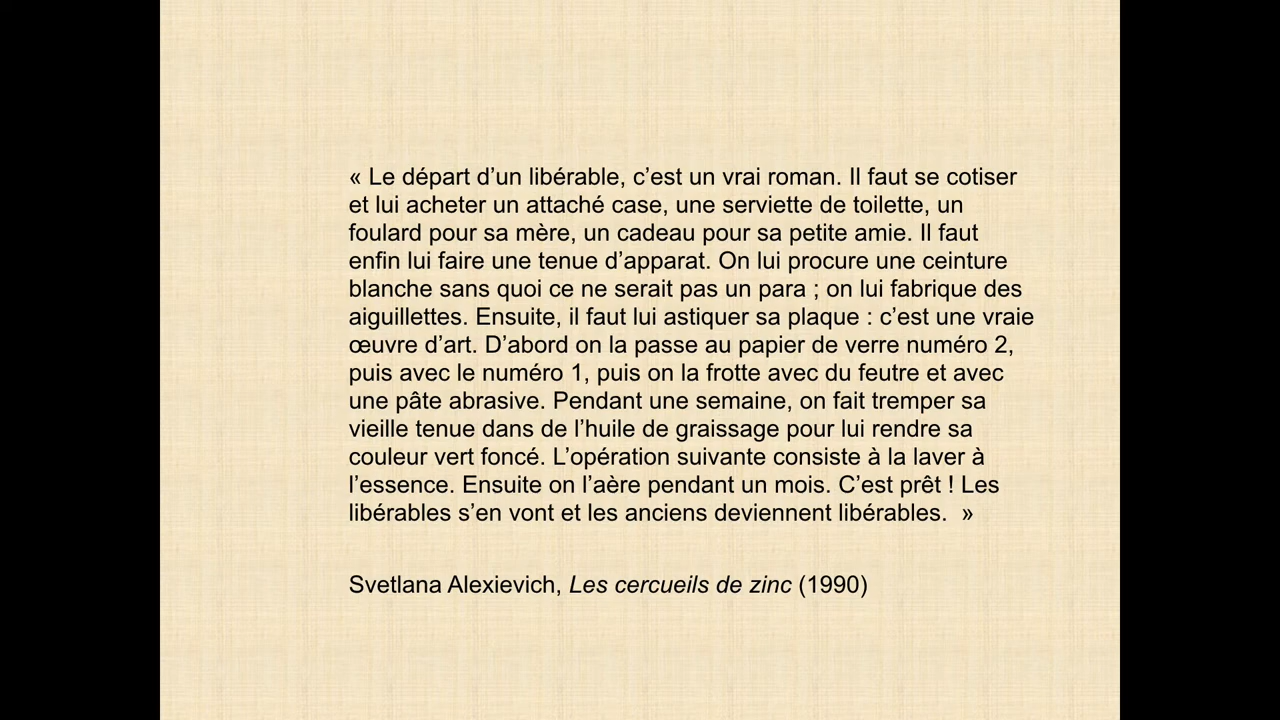 « Le départ d’un libérable, c’est un vrai roman. Il faut se cotiser
et lui acheter un attaché case, une serviette de toilette, un
foulard pour sa mère, un cadeau pour sa petite amie. Il faut
enfin lui faire une tenue d’apparat. On lui procure une ceinture
blanche sans quoi ce ne serait pas un para ; on lui fabrique des
aiguillettes. Ensuite, il faut lui astiquer sa plaque : c’est une vraie
œuvre d’art. D’abord on la passe au papier de verre numéro 2,
puis avec le numéro 1, puis on la frotte avec du feutre et avec
une pâte abrasive. Pendant une semaine, on fait tremper sa
vieille tenue dans de l’huile de graissage pour lui rendre sa
couleur vert foncé. L’opération suivante consiste à la laver à
l’essence. Ensuite on l’aère pendant un mois. C’est prêt ! Les
libérables s’en vont et les anciens deviennent libérables.  »
Svetlana Alexievich, Les cercueils de zinc (1990)